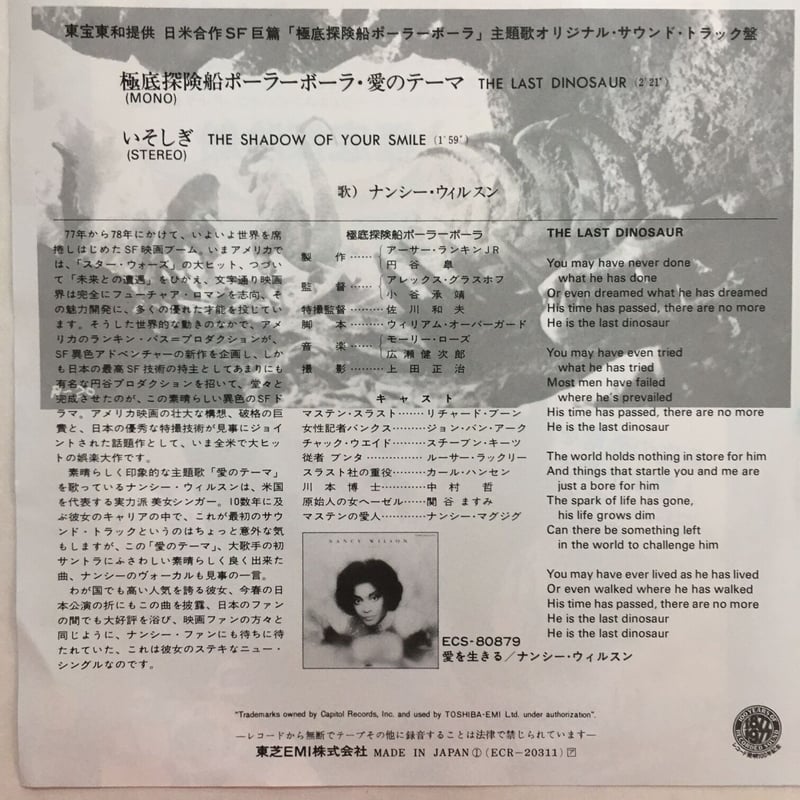 東宝東和提供 日米合作SF巨篇「極底探険船ポーラーボーラ」主題歌オリジナル・サウンド・トラック盤
極底探険船ポーラーボーラ・愛のテーマ THE LAST DINOSAUR (2'21")
(MONO)
いそしぎ THE SHADOW OF YOUR SMILE (1'59")
(STEREO)
歌) ナンシー・ウィルスン
77年から78年にかけて、いよいよ世界を席
捲しはじめたSF映画ブーム。いまアメリカで
は、「スター・ウォーズ」の大ヒット、つづい
て「未来との遭遇」をひかえ、文字通り映画
界は完全にフューチャア・ロマンを志向、そ
の魅力開発に、多くの優れた才能を投じてい
ます。そうした世界的な動きのなかで、アメ
リカのランキン・バス＝プロダクションが、
SF異色アドベンチャーの新作を企画し、しか
も日本の最高SF技術の持主としてあまりにも
有名な円谷プロダクションを招いて、堂々と
完成させたのが、この素晴らしい異色のSFド
ラマ。アメリカ映画の壮大な構想、破格の巨
費と、日本の優秀な特撮技術が見事にジョイ
ントされた話題作として、いま全米で大ヒッ
トの娯楽大作です。
素晴らしく印象的な主題歌「愛のテーマ」
を歌っているナンシー・ウィルスンは、米国
を代表する実力派美女シンガー。10数年に及
ぶ彼女のキャリアの中で、これが最初のサウ
ンド・トラックというのはちょっと意外な気
もしますが、この「愛のテーマ」、大歌手の初
サントラにふさわしい素晴らしく良く出来た
曲、ナンシーのヴォーカルも見事の一言。
わが国でも高い人気を誇る彼女、今春の日
本公演の折にもこの曲を披露、日本のファン
の間でも大好評を浴び、映画ファンの方々と
同じように、ナンシー・ファンにも待ちに待
たれていた、これは彼女のステキなニュー・
シングルなのです。
極底探険船ポーラーボーラ
製 作……アーサー・ランキンJR
円 谷 皐
監 督……アレックス・グラスホフ
小 谷 承 靖
特撮監督……佐 川 和 夫
脚 本……ウィリアム・オーバーガード
音 楽……モーリー・ローズ
広 瀬 健 次 郎
撮 影……上 田 正 治
キ ャ ス ト
マステン・スラスト……リチャード・ブーン
女性記者バンクス……ジョン・バン・アーク
チャック・ウエイド……スチーブン・キーツ
従者 ブンタ……ルーサー・ラックリー
スラスト社の重役……カール・ハンセン
川 本 博 士……中 村 哲
原始人の女ヘーゼル……関 谷 ますみ
マステンの愛人……ナンシー・マグジグ
NANCY WILSON
ECS-80879
愛を生きる／ナンシー・ウィルスン
THE LAST DINOSAUR
You may have never done
what he has done
Or even dreamed what he has dreamed
His time has passed, there are no more
He is the last dinosaur
You may have even tried
what he has tried
Most men have failed
where he's prevailed
His time has passed, there are no more
He is the last dinosaur
The world holds nothing in store for him
And things that startle you and me are
just a bore for him
The spark of life has gone,
his life grows dim
Can there be something left
in the world to challenge him
You may have ever lived as he has lived
Or even walked where he has walked
His time has passed, there are no more
He is the last dinosaur
He is the last dinosaur
"Trademarks owned by Capitol Records, Inc. and used by TOSHIBA-EMI Ltd. under authorization".
―レコードから無断でテープその他に録音することは法律で禁じられています―
東芝EMI株式会社 MADE IN JAPAN Ⓘ (ECR-20311) 🄿
100 YEARS OF RECORDED SOUND
1877 1977
レコード発明100年記念